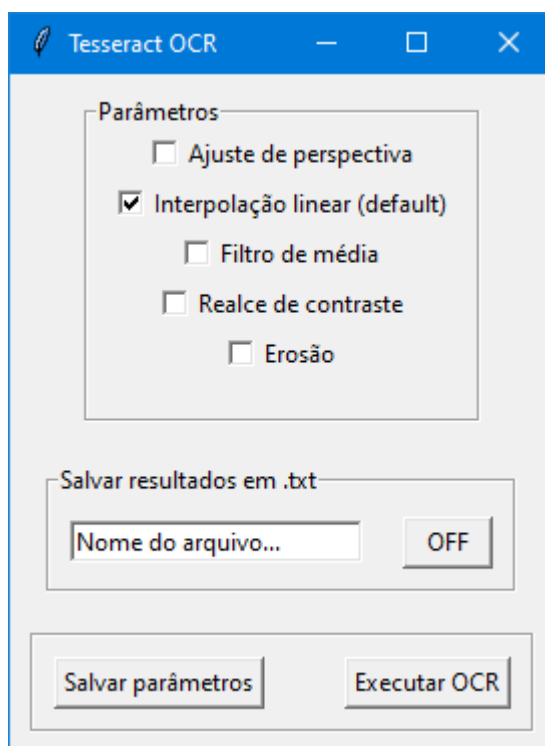 Tesseract OCR
Parâmetros
Ajuste de perspectiva
Interpolação linear (default)
Filtro de média
Realce de contraste
Erosão
Salvar resultados em .txt
Nome do arquivo... OFF
Salvar parâmetros Executar OCR